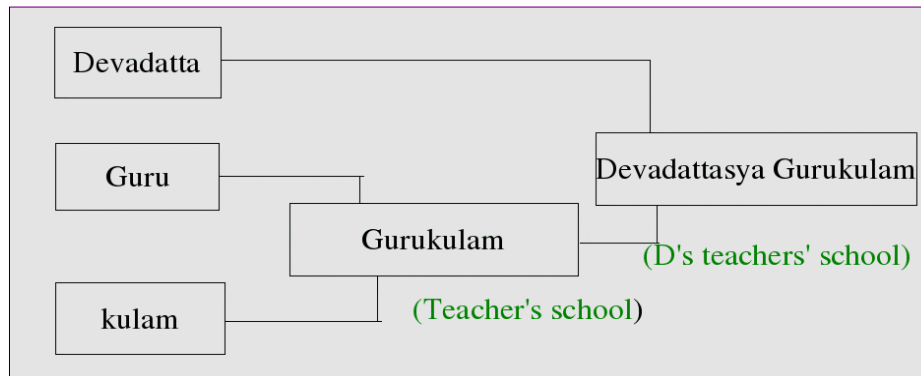 Devadatta
Guru
kulam
Gurukulam
(Teacher's school)
Devadattasya Gurukulam
(D's teachers' school)